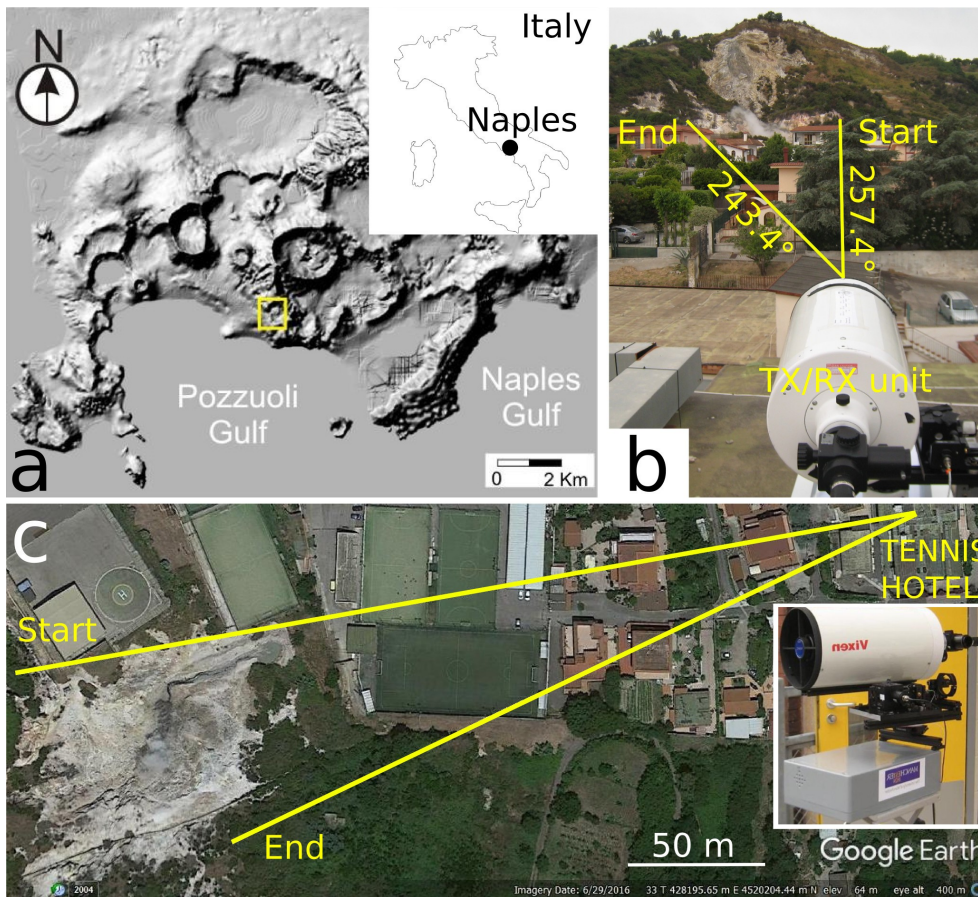 N
Italy
Naples
Pozzuoli
Gulf
Naples
Gulf
0 2 Km
a
End
Start
243.4°
257.4°
TX/RX unit
b
c
TENNIS
HOTEL
Start
H
Vixen
End
50 m
Google Earth
2004
Imagery Date: 6/29/2016 33 T 428195.65 m E 4520204.44 m N elev 64 m eye alt 400 m